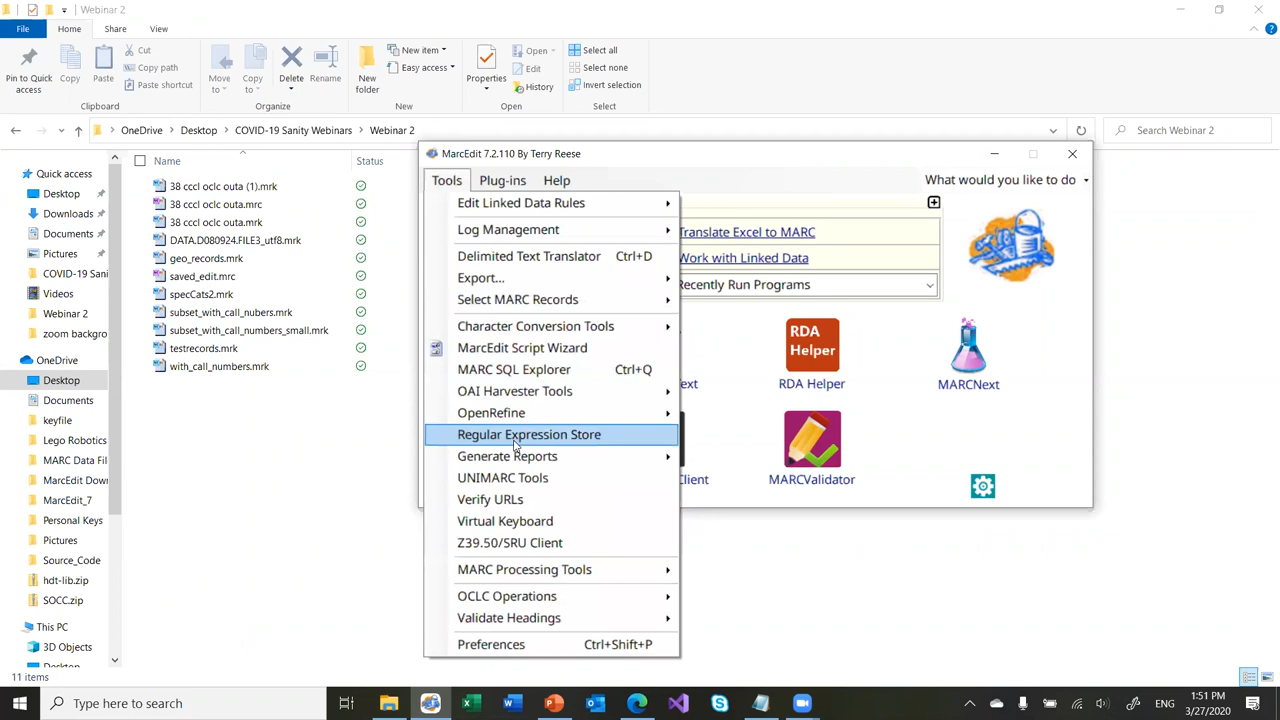 Webinar 2
File
Home
Share
View
Pin to Quick access
Copy
Paste
Cut
Copy path
Paste shortcut
Clipboard
Move to
Copy to
Delete
Rename
Organize
New folder
New item
Easy access
New
Properties
Open
Edit
History
Open
Select all
Select none
Invert selection
Select
OneDrive
Desktop
COVID-19 Sanity Webinars
Webinar 2
Search Webinar 2
Quick access
Desktop
Downloads
Documents
Pictures
COVID-19 Sani
Videos
Webinar 2
zoom backgro
OneDrive
Desktop
Documents
keyfile
Lego Robotics
MARC Data Fil
MarcEdit Down
MarcEdit_7
Personal Keys
Pictures
Source_Code
hdt-lib.zip
SOCC.zip
This PC
3D Objects
Desktop
Name
Status
38 cccl oclc outa (1).mrk
38 cccl oclc outa.mrc
38 cccl oclc outa.mrk
DATA.D080924.FILE3_utf8.mrk
geo_records.mrk
saved_edit.mrc
specCats2.mrk
subset_with_call_nubers.mrk
subset_with_call_numbers_small.mrk
testrecords.mrk
with_call_numbers.mrk
11 items
MarcEdit 7.2.110 By Terry Reese
Tools
Plug-ins
Help
What would you like to do
Edit Linked Data Rules
Log Management
Delimited Text Translator Ctrl+D
Export...
Select MARC Records
Character Conversion Tools
MarcEdit Script Wizard
MARC SQL Explorer Ctrl+Q
OAI Harvester Tools
OpenRefine
Regular Expression Store
Generate Reports
UNIMARC Tools
Verify URLs
Virtual Keyboard
Z39.50/SRU Client
MARC Processing Tools
OCLC Operations
Validate Headings
Preferences Ctrl+Shift+P
Translate Excel to MARC
Work with Linked Data
Recently Run Programs
ext
RDA
Helper
RDA Helper
MARCNext
Client
MARCValidator
Type here to search
ENG
1:51 PM
3/27/2020